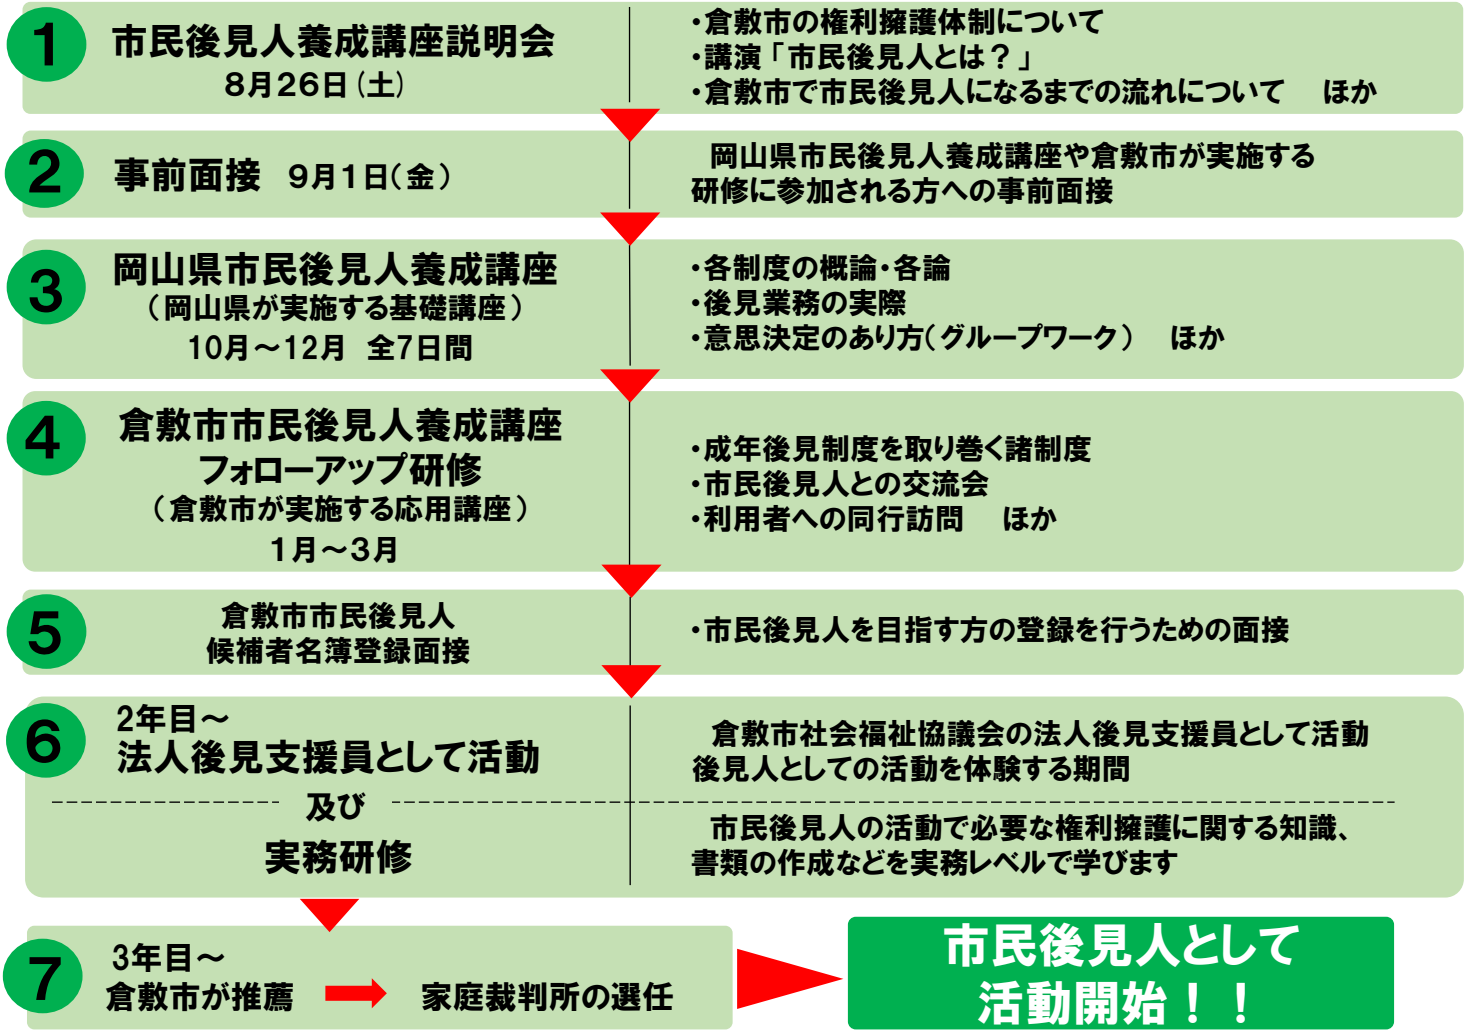 1
市民後見人養成講座説明会
8月26日(土)
・倉敷市の権利擁護体制について
・講演「市民後見人とは？」
・倉敷市で市民後見人になるまでの流れについて　ほか
2
事前面接　9月1日(金)
岡山県市民後見人養成講座や倉敷市が実施する
研修に参加される方への事前面接
3
岡山県市民後見人養成講座
（岡山県が実施する基礎講座）
10月～12月　全7日間
・各制度の概論・各論
・後見業務の実際
・意思決定のあり方(グループワーク)　ほか
4
倉敷市市民後見人養成講座
フォローアップ研修
（倉敷市が実施する応用講座）
1月～3月
・成年後見制度を取り巻く諸制度
・市民後見人との交流会
・利用者への同行訪問　ほか
5
倉敷市市民後見人
候補者名簿登録面接
・市民後見人を目指す方の登録を行うための面接
6
2年目～
法人後見支援員として活動
及び
実務研修
倉敷市社会福祉協議会の法人後見支援員として活動
後見人としての活動を体験する期間
市民後見人の活動で必要な権利擁護に関する知識、
書類の作成などを実務レベルで学びます
7
3年目～
倉敷市が推薦　家庭裁判所の選任
市民後見人として
活動開始！！